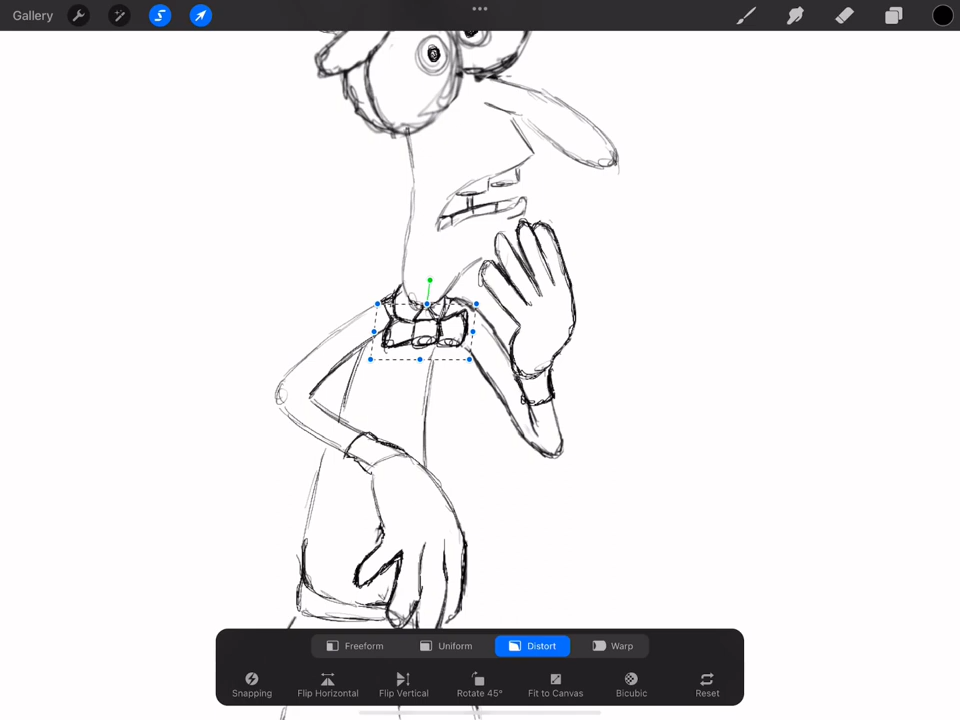 Gallery
Freeform Uniform Distort Warp
Snapping Flip Horizontal Flip Vertical Rotate 45° Fit to Canvas Bicubic Reset